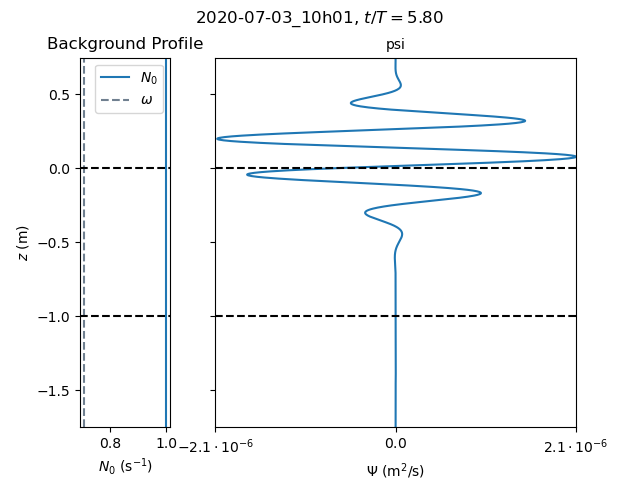 2020-07-03_10h01, t/T = 5.80
Background Profile
psi
N₀
ω
0.5
0.0
−0.5
−1.0
−1.5
z (m)
0.8 1.0
N₀ (s⁻¹)
−2.1 · 10⁻⁶ 0.0 2.1 · 10⁻⁶
Ψ (m²/s)